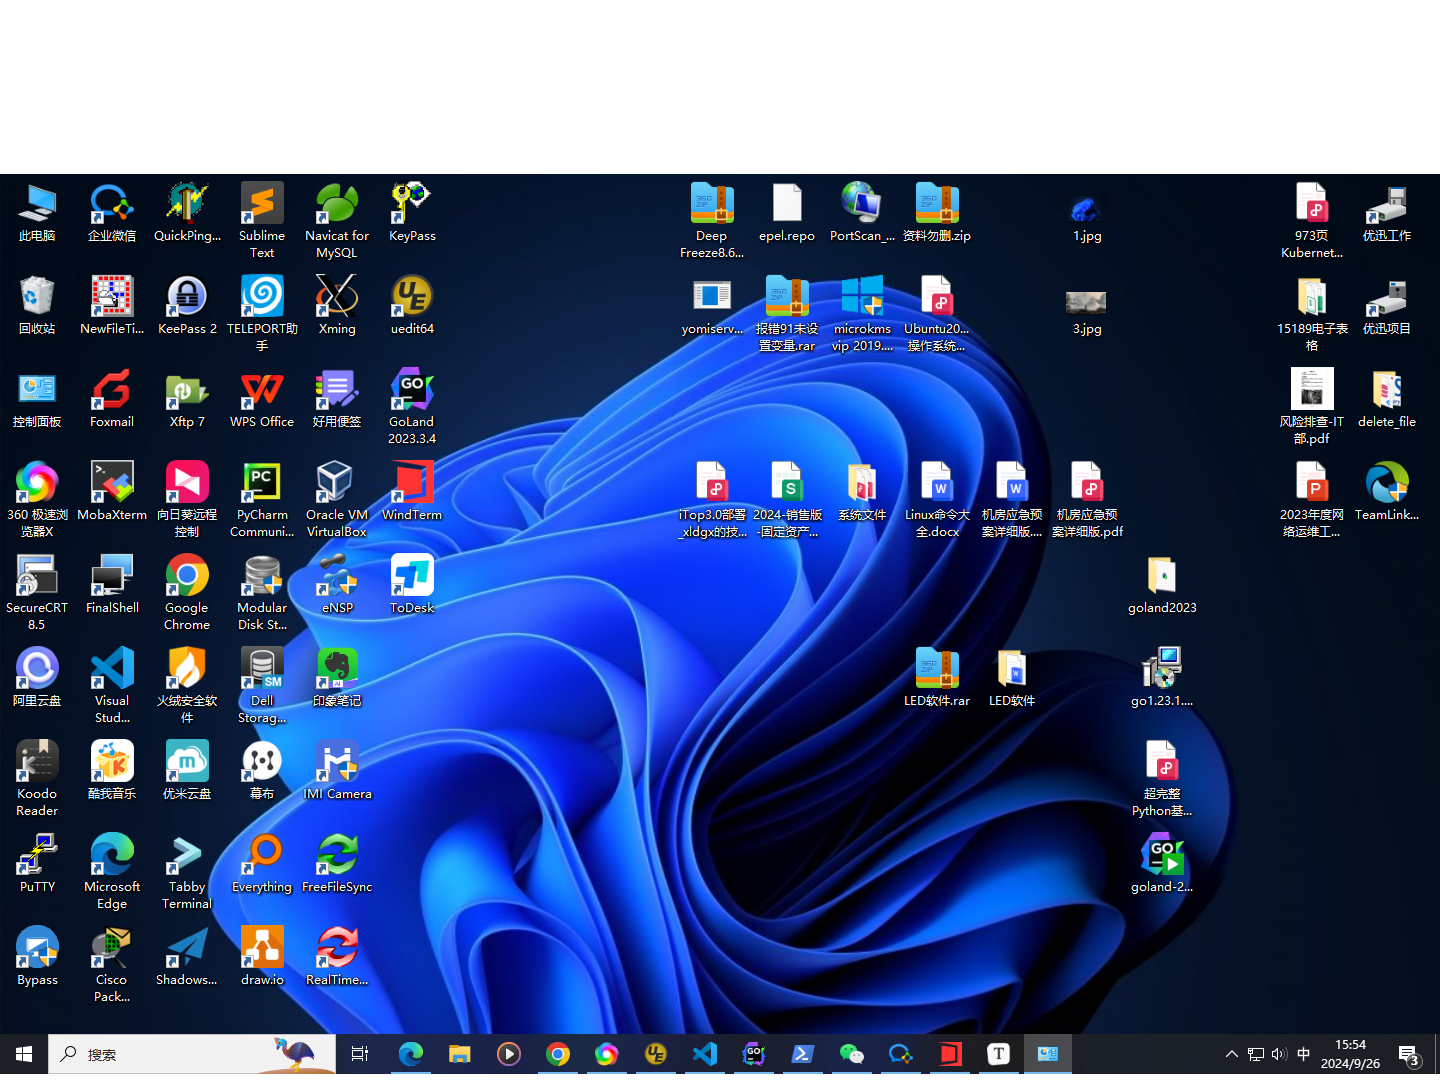 此电脑
企业微信
QuickPing...
Sublime
Text
Navicat for
MySQL
KeyPass
Deep
Freeze8.6...
epel.repo
PortScan_...
资料勿删.zip
1.jpg
973页
Kubernet...
优迅工作
回收站
NewFileTi...
KeePass 2
TELEPORT助
手
Xming
uedit64
yomiserv...
报错91未设
置变量.rar
microkms
vip 2019....
Ubuntu20...
操作系统...
3.jpg
15189电子表
格
优迅项目
控制面板
Foxmail
Xftp 7
WPS Office
好用便签
GoLand
2023.3.4
风险排查-IT
部.pdf
delete_file
360 极速浏
览器X
MobaXterm
向日葵远程
控制
PyCharm
Communi...
Oracle VM
VirtualBox
WindTerm
iTop3.0部署
_xldgx的技...
2024-销售版
-固定资产...
系统文件
Linux命令大
全.docx
机房应急预
案详细版....
机房应急预
案详细版.pdf
2023年度网
络运维工...
TeamLink...
SecureCRT
8.5
FinalShell
Google
Chrome
Modular
Disk St...
eNSP
ToDesk
goland2023
阿里云盘
Visual
Stud...
火绒安全软
件
Dell
Storag...
印象笔记
LED软件.rar
LED软件
go1.23.1....
Koodo
Reader
酷我音乐
优米云盘
幕布
IMI Camera
超完整
Python基...
PuTTY
Microsoft
Edge
Tabby
Terminal
Everything
FreeFileSync
goland-2...
Bypass
Cisco
Pack...
Shadows...
draw.io
RealTime...
搜索
中
15:54
2024/9/26
3